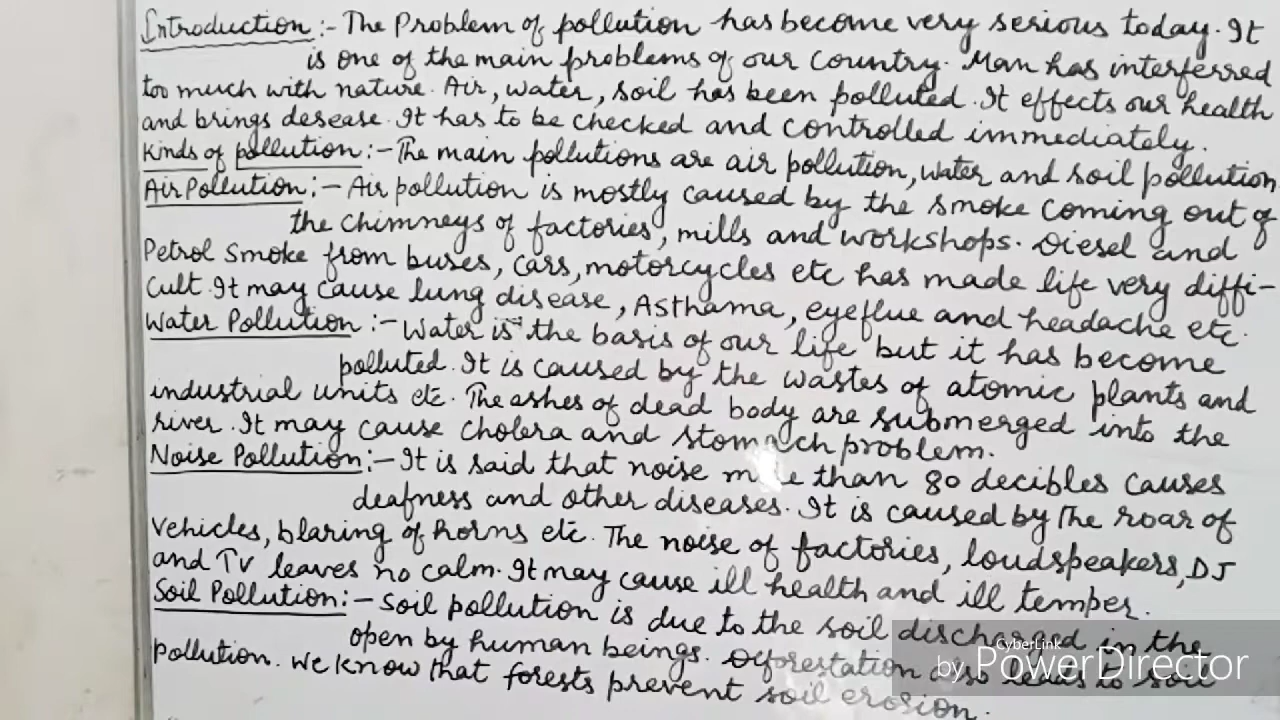 Introduction :- The Problem of pollution has become very serious today. It
is one of the main problems of our country. Man has interferred
too much with nature. Air, water, soil has been polluted. It effects our health
and brings desease. It has to be checked and controlled immediately.
Kinds of pollution :- The main pollutions are air pollution, water and soil pollution
Air Pollution :- Air pollution is mostly caused by the smoke coming out of
the chimneys of factories, mills and workshops. Diesel and
Petrol smoke from buses, cars, motorcycles etc has made life very diffi-
cult. It may cause lung disease, Asthama, eyeflue and headache etc.
Water Pollution :- Water is the basis of our life but it has become
polluted. It is caused by the wastes of atomic plants and
industrial units etc. The ashes of dead body are submerged into the
river. It may cause cholera and stomach problem.
Noise Pollution :- It is said that noise more than 80 decibles causes
deafness and other diseases. It is caused by the roar of
vehicles, blaring of horns etc. The noise of factories, loudspeakers, DJ
and TV leaves no calm. It may cause ill health and ill temper.
Soil Pollution :- Soil pollution is due to the soil discharged in the
open by human beings. Deforestation also leads to soil
pollution. We know that forests prevent soil erosion.
CyberLink
by PowerDirector